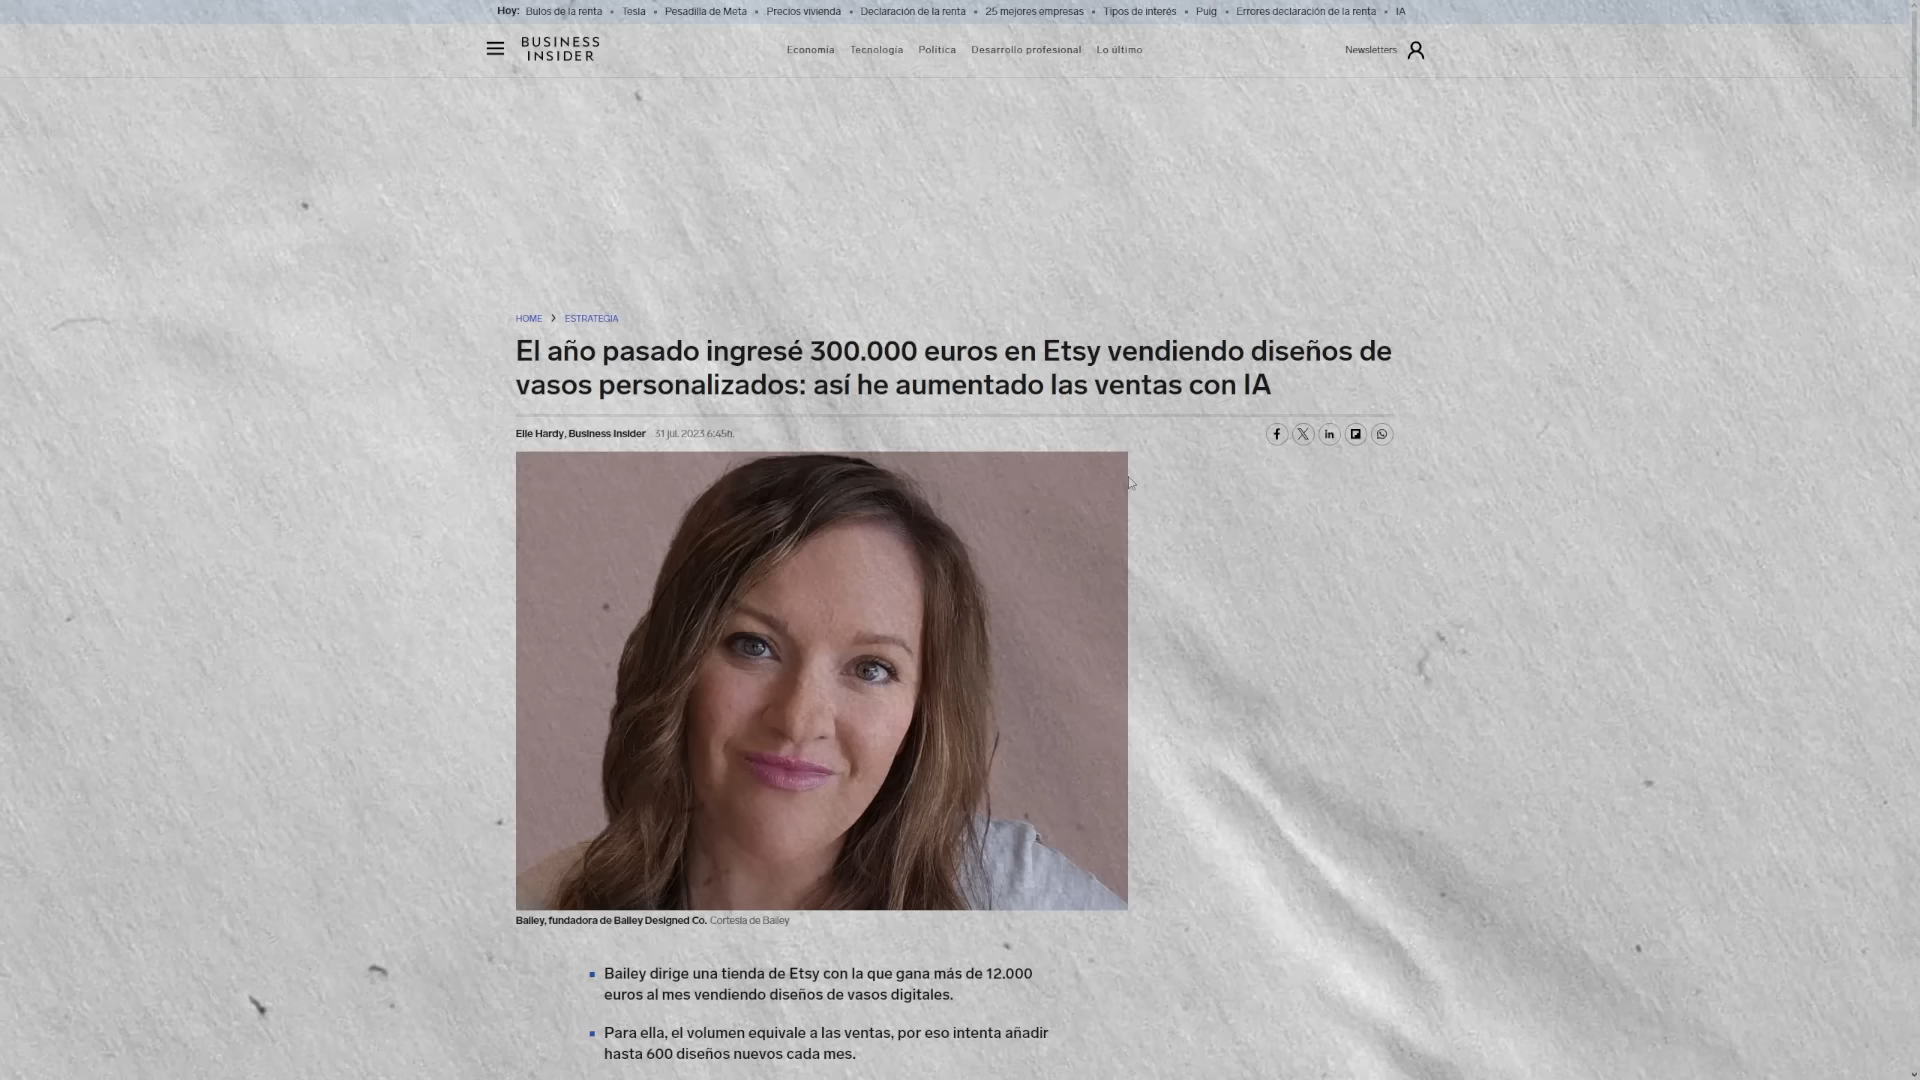 Hoy: Bulos de la renta • Tesla • Pesadilla de Meta • Precios vivienda • Declaración de la renta • 25 mejores empresas • Tipos de interés • Puig • Errores declaración de la renta • IA
BUSINESS
INSIDER
Economía Tecnología Política Desarrollo profesional Lo último
Newsletters
HOME > ESTRATEGIA
El año pasado ingresé 300.000 euros en Etsy vendiendo diseños de
vasos personalizados: así he aumentado las ventas con IA
Elle Hardy, Business Insider 31 jul. 2023 6:45h.
Bailey, fundadora de Bailey Designed Co. Cortesía de Bailey
Bailey dirige una tienda de Etsy con la que gana más de 12.000
euros al mes vendiendo diseños de vasos digitales.
Para ella, el volumen equivale a las ventas, por eso intenta añadir
hasta 600 diseños nuevos cada mes.